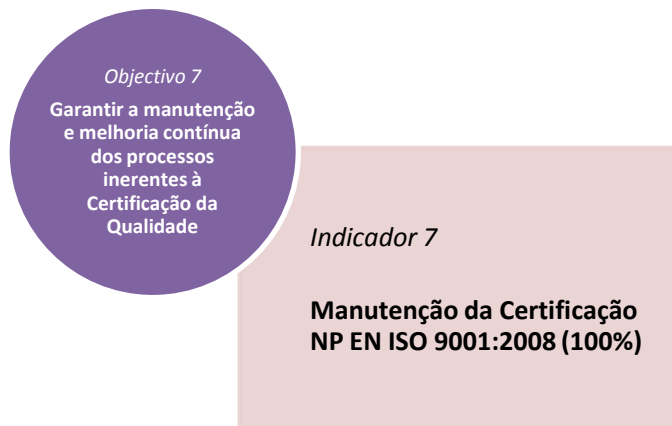 Objectivo 7
Garantir a manutenção
e melhoria contínua
dos processos
inerentes à
Certificação da
Qualidade
Indicador 7
Manutenção da Certificação
NP EN ISO 9001:2008 (100%)